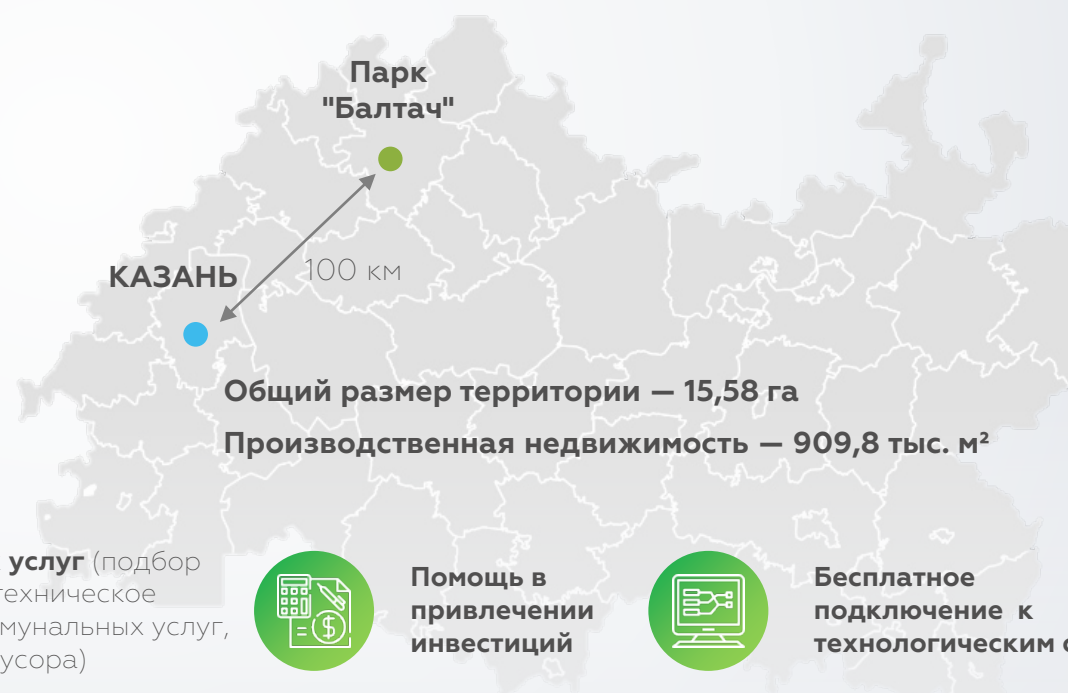 Парк
"Балтач"
КАЗАНЬ
100 км
Общий размер территории — 15,58 га
Производственная недвижимость — 909,8 тыс. м²
услуг (подбор
техническое
мунальных услуг,
усора)
Помощь в
привлечении
инвестиций
Бесплатное
подключение к
технологическим